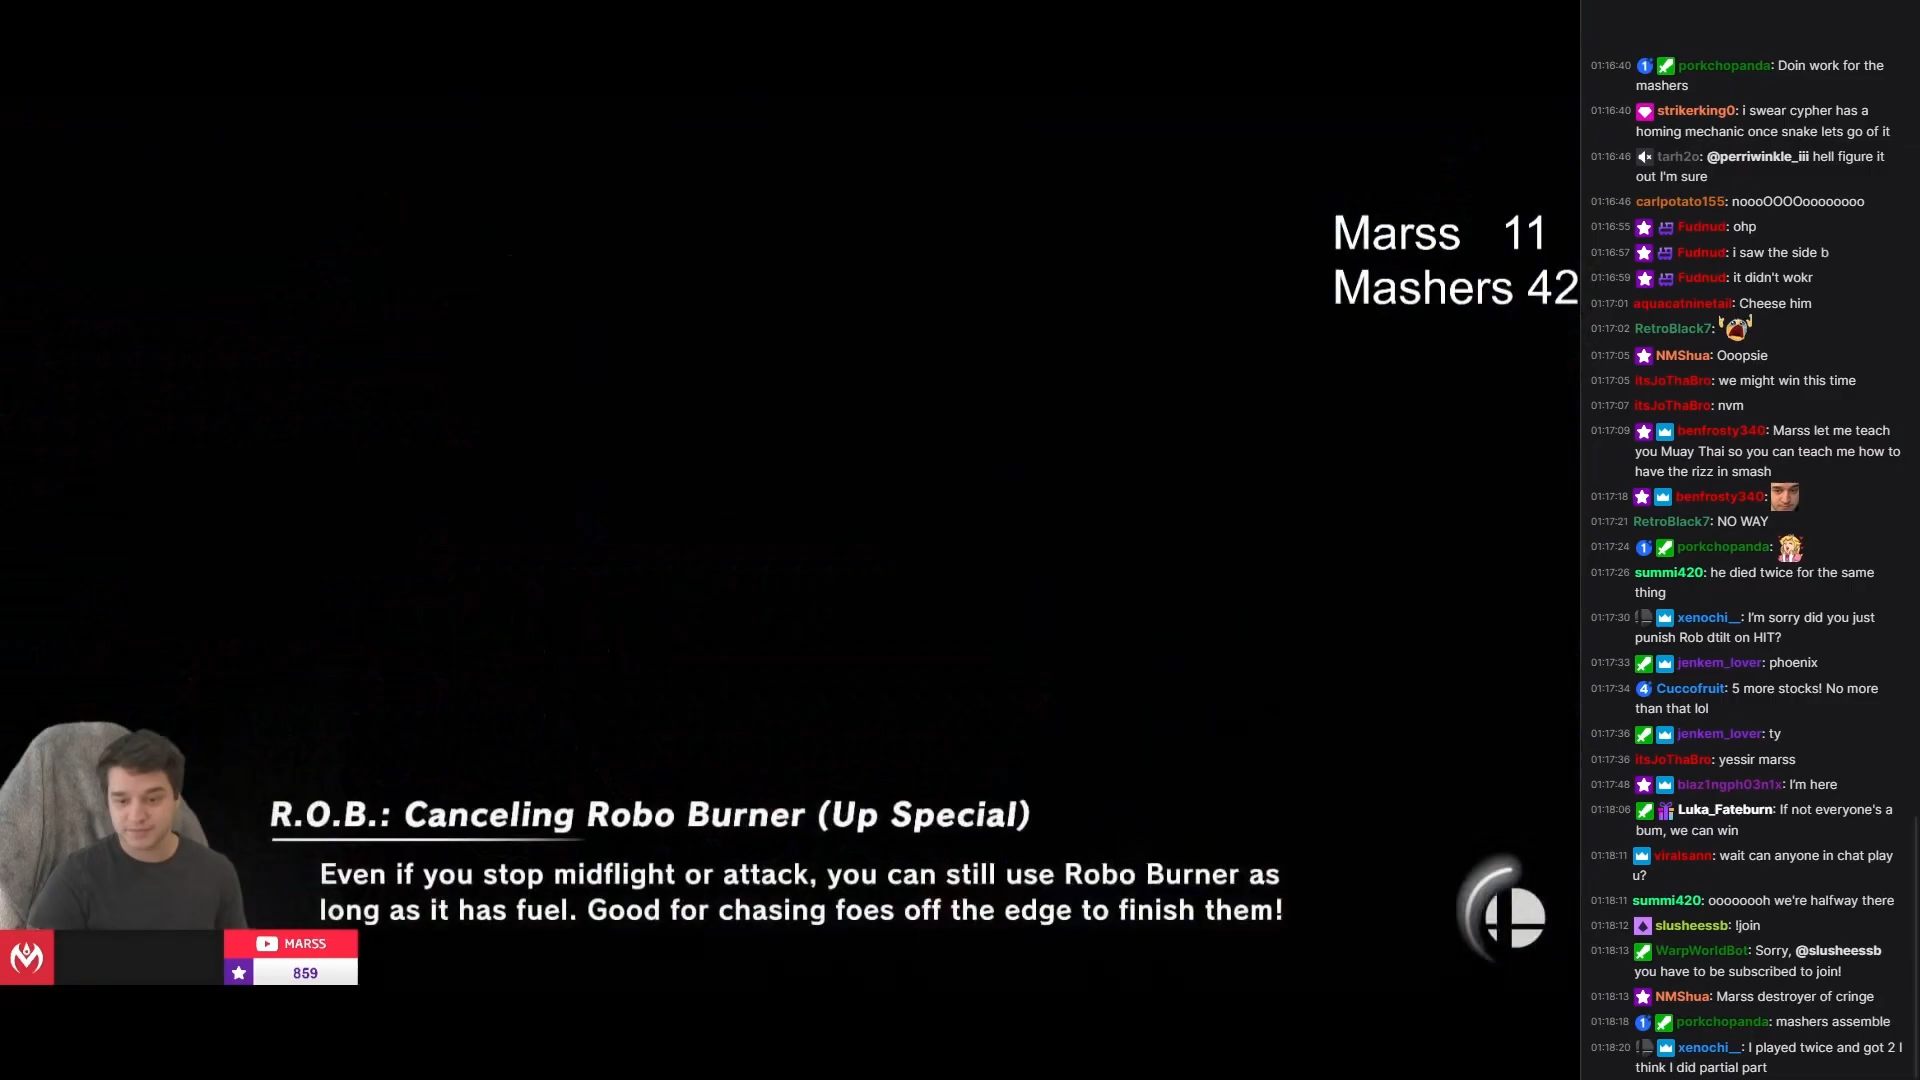 Marss 11
Mashers 42
R.O.B.: Canceling Robo Burner (Up Special)
Even if you stop midflight or attack, you can still use Robo Burner as
long as it has fuel. Good for chasing foes off the edge to finish them!
MARSS
859
01:16:40 1 porkchopanda: Doin work for the
mashers
01:16:40 strikerking0: i swear cypher has a
homing mechanic once snake lets go of it
01:16:46 tarh2o: @perriwinkle_iii hell figure it
out I'm sure
01:16:46 carlpotato155: noooOOOOoooooooo
01:16:55 Fudnud: ohp
01:16:57 Fudnud: i saw the side b
01:16:59 Fudnud: it didn't wokr
01:17:01 aquacatninetail: Cheese him
01:17:02 RetroBlack7:
01:17:05 NMShua: Ooopsie
01:17:05 itsJoThaBro: we might win this time
01:17:07 itsJoThaBro: nvm
01:17:09 benfrosty340: Marss let me teach
you Muay Thai so you can teach me how to
have the rizz in smash
01:17:18 benfrosty340:
01:17:21 RetroBlack7: NO WAY
01:17:24 1 porkchopanda:
01:17:26 summi420: he died twice for the same
thing
01:17:30 xenochi__: I'm sorry did you just
punish Rob dtilt on HIT?
01:17:33 jenkem_lover: phoenix
01:17:34 4 Cuccofruit: 5 more stocks! No more
than that lol
01:17:36 jenkem_lover: ty
01:17:36 itsJoThaBro: yessir marss
01:17:48 blaz1ngph03n1x: I'm here
01:18:06 Luka_Fateburn: If not everyone's a
bum, we can win
01:18:11 viralsann: wait can anyone in chat play
u?
01:18:11 summi420: oooooooh we're halfway there
01:18:12 slusheessb: !join
01:18:13 WarpWorldBot: Sorry, @slusheessb
you have to be subscribed to join!
01:18:13 NMShua: Marss destroyer of cringe
01:18:18 1 porkchopanda: mashers assemble
01:18:20 xenochi__: I played twice and got 2 I
think I did partial part